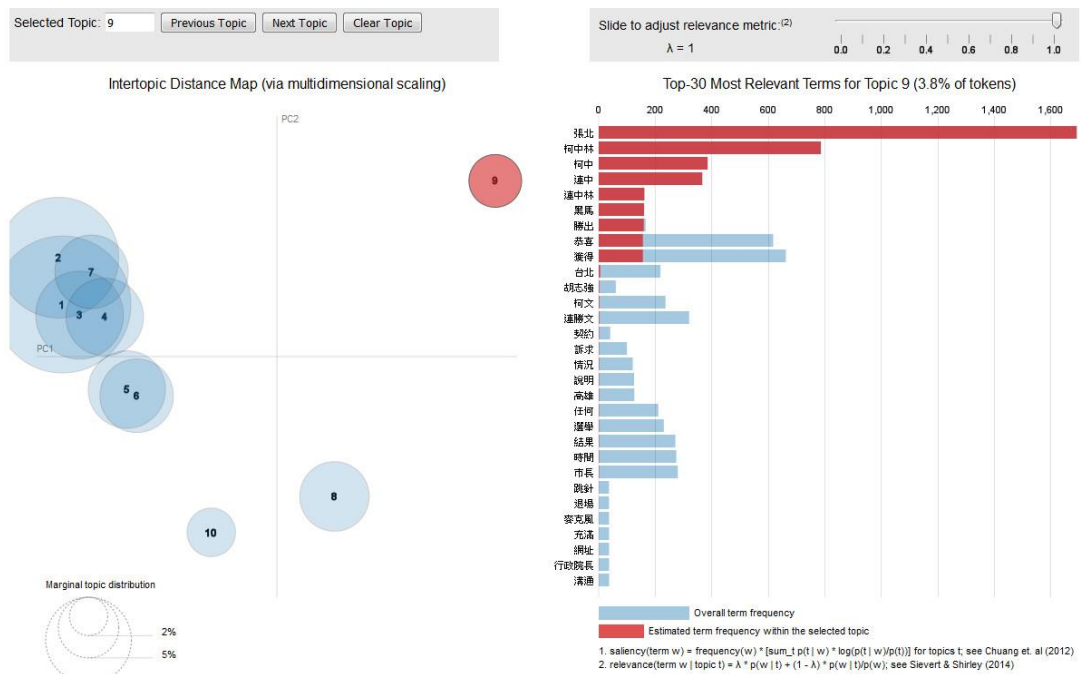 Selected Topic: 9 Previous Topic Next Topic Clear Topic
Slide to adjust relevance metric:(2)
λ = 1
0.0 0.2 0.4 0.6 0.8 1.0
Intertopic Distance Map (via multidimensional scaling)
PC2
PC1
9
2
7
1
3
4
5
6
8
10
Marginal topic distribution
2%
5%
Top-30 Most Relevant Terms for Topic 9 (3.8% of tokens)
0 200 400 600 800 1,000 1,200 1,400 1,600
張北
柯中林
柯中
連中
連中林
黑馬
勝出
恭喜
獲得
台北
胡志強
柯文
連勝文
契約
訴求
情況
說明
高雄
任何
選舉
結果
時間
市長
跳針
退場
麥克風
充滿
網址
行政院長
溝通
Overall term frequency
Estimated term frequency within the selected topic
1. saliency(term w) = frequency(w) * [sum_t p(t | w) * log(p(t | w)/p(t))] for topics t; see Chuang et. al (2012)
2. relevance(term w | topic t) = λ * p(w | t) + (1 - λ) * p(w | t)/p(w); see Sievert & Shirley (2014)